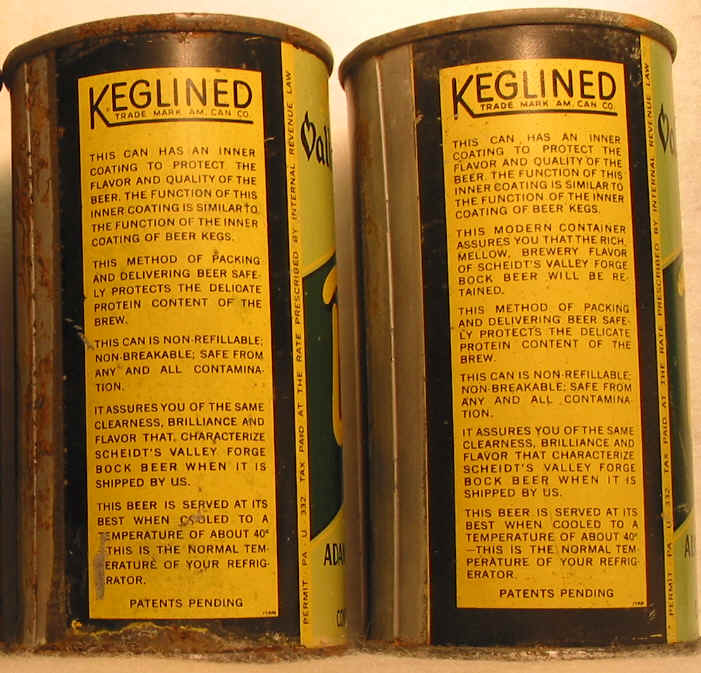 KEGLINED
TRADE MARK AM. CAN CO.
THIS CAN HAS AN INNER
COATING TO PROTECT THE
FLAVOR AND QUALITY OF THE
BEER. THE FUNCTION OF THIS
INNER COATING IS SIMILAR TO
THE FUNCTION OF THE INNER
COATING OF BEER KEGS.
THIS METHOD OF PACKING
AND DELIVERING BEER SAFE-
LY PROTECTS THE DELICATE
PROTEIN CONTENT OF THE
BREW.
THIS CAN IS NON-REFILLABLE;
NON-BREAKABLE; SAFE FROM
ANY AND ALL CONTAMINA-
TION.
IT ASSURES YOU OF THE SAME
CLEARNESS, BRILLIANCE AND
FLAVOR THAT CHARACTERIZE
SCHEIDT'S VALLEY FORGE
BOCK BEER WHEN IT IS
SHIPPED BY US.
THIS BEER IS SERVED AT ITS
BEST WHEN COOLED TO A
TEMPERATURE OF ABOUT 40°
THIS IS THE NORMAL TEM-
PERATURE OF YOUR REFRIG-
ERATOR.
PATENTS PENDING
PERMIT PA. U 332 TAX PAID AT THE RATE PRESCRIBED BY INTERNAL REVENUE LAW
Val
ADA
CO
KEGLINED
TRADE MARK AM. CAN CO.
THIS CAN HAS AN INNER
COATING TO PROTECT THE
FLAVOR AND QUALITY OF THE
BEER. THE FUNCTION OF THIS
INNER COATING IS SIMILAR TO
THE FUNCTION OF THE INNER
COATING OF BEER KEGS.
THIS MODERN CONTAINER
ASSURES YOU THAT THE RICH,
MELLOW, BREWERY FLAVOR
OF SCHEIDT'S VALLEY FORGE
BOCK BEER WILL BE RE-
TAINED.
THIS METHOD OF PACKING
AND DELIVERING BEER SAFE-
LY PROTECTS THE DELICATE
PROTEIN CONTENT OF THE
BREW.
THIS CAN IS NON-REFILLABLE;
NON-BREAKABLE; SAFE FROM
ANY AND ALL CONTAMINA-
TION.
IT ASSURES YOU OF THE SAME
CLEARNESS, BRILLIANCE AND
FLAVOR THAT CHARACTERIZE
SCHEIDT'S VALLEY FORGE
BOCK BEER WHEN IT IS
SHIPPED BY US.
THIS BEER IS SERVED AT ITS
BEST WHEN COOLED TO A
TEMPERATURE OF ABOUT 40°
—THIS IS THE NORMAL TEM-
PERATURE OF YOUR REFRIG-
ERATOR.
PATENTS PENDING
PERMIT PA. U 332 TAX PAID AT THE RATE PRESCRIBED BY INTERNAL REVENUE LAW